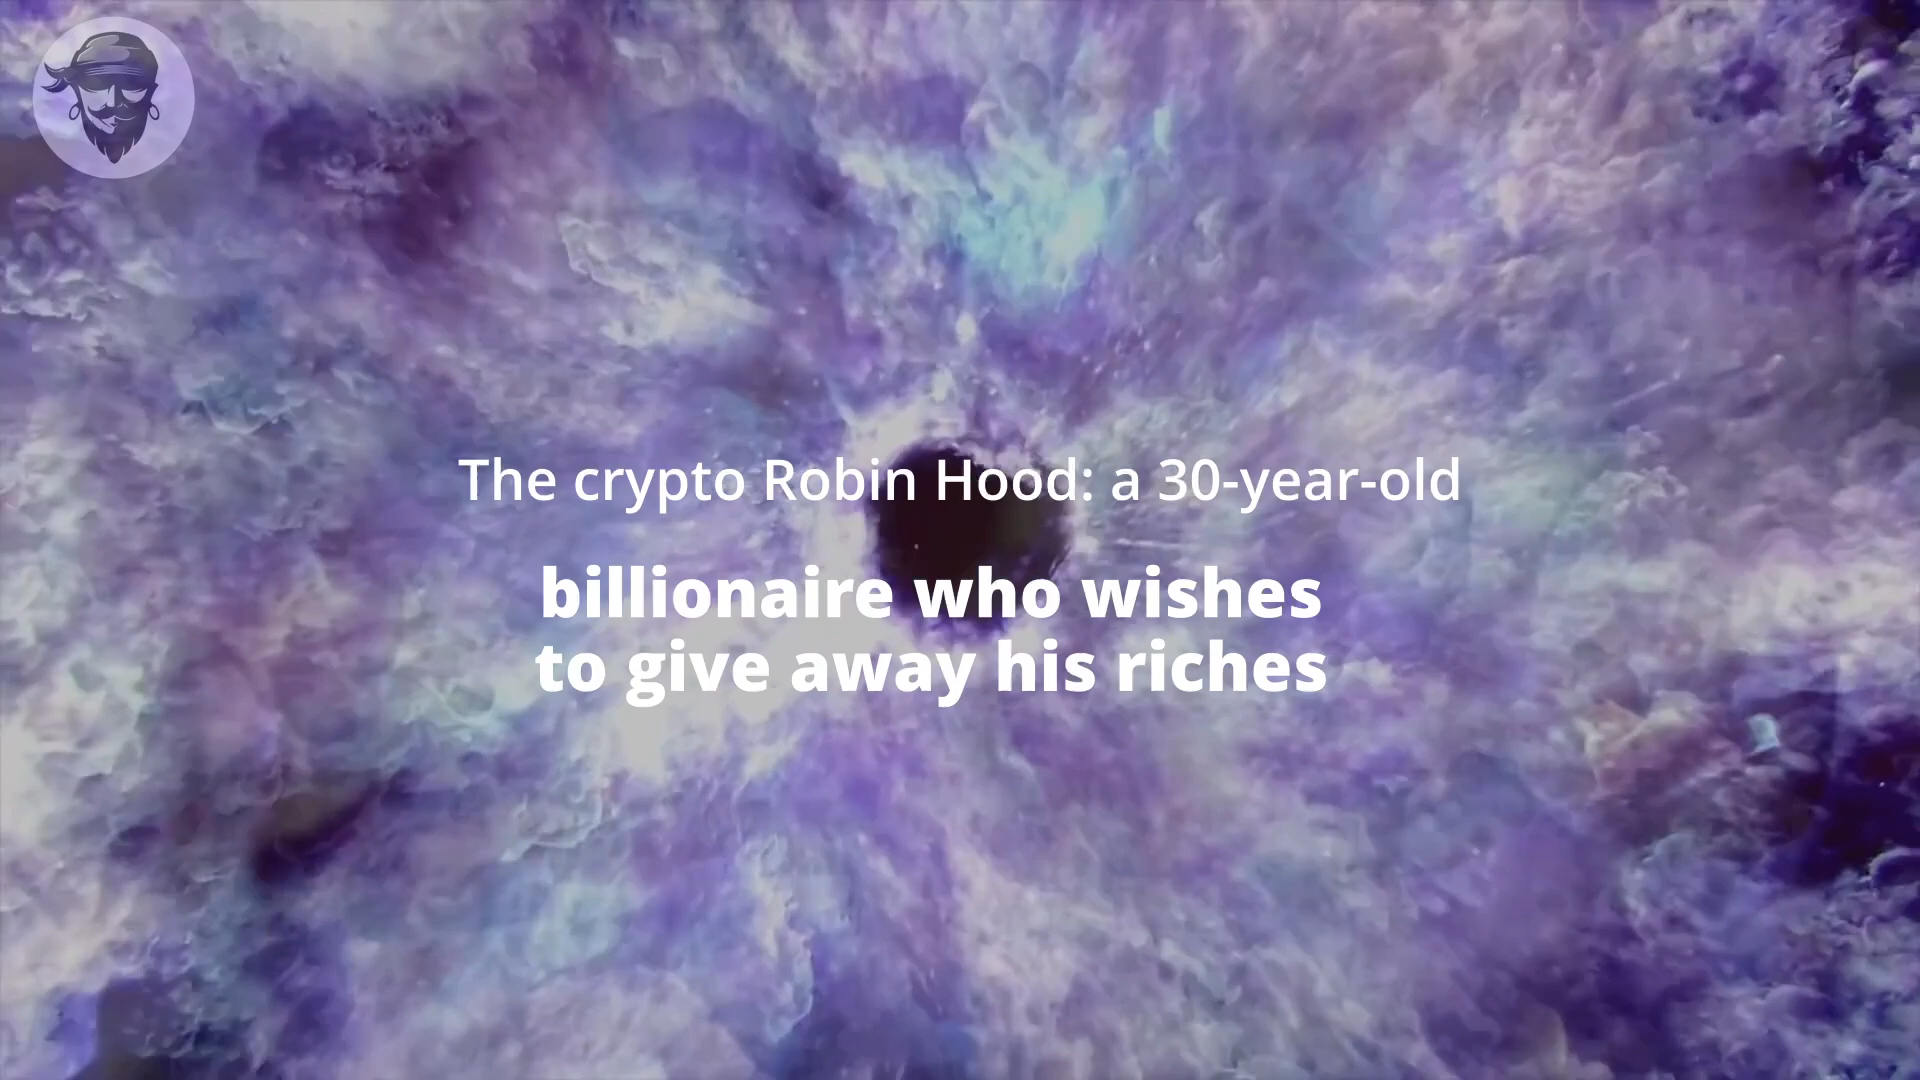 The crypto Robin Hood: a 30-year-old
billionaire who wishes
to give away his riches